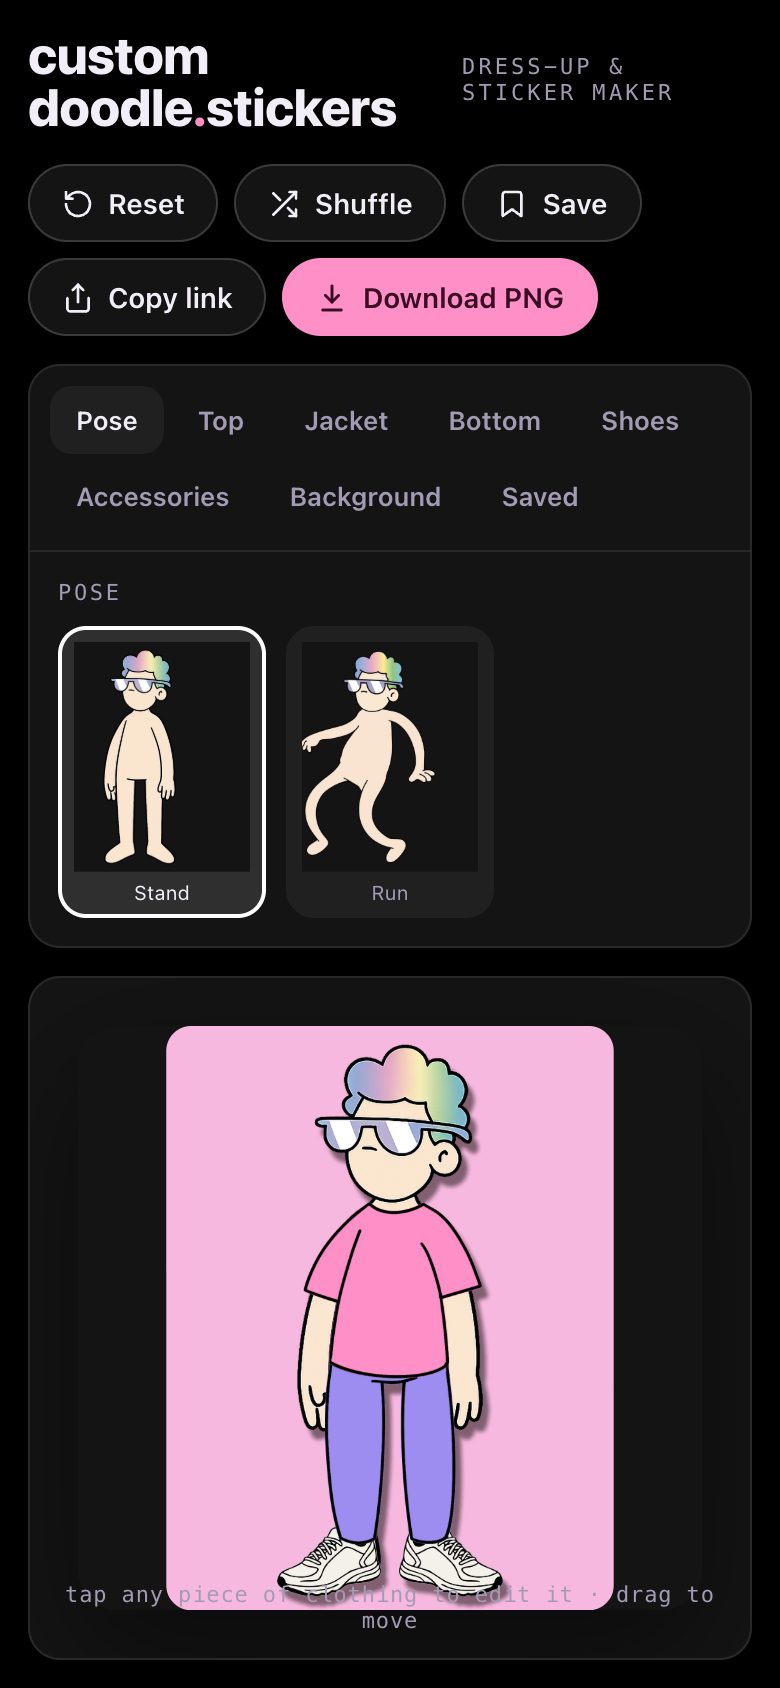 custom
doodle.stickers
DRESS-UP &
STICKER MAKER
Reset Shuffle Save
Copy link Download PNG
Pose Top Jacket Bottom Shoes
Accessories Background Saved
POSE
Stand Run
tap any piece of clothing to edit it · drag to
move